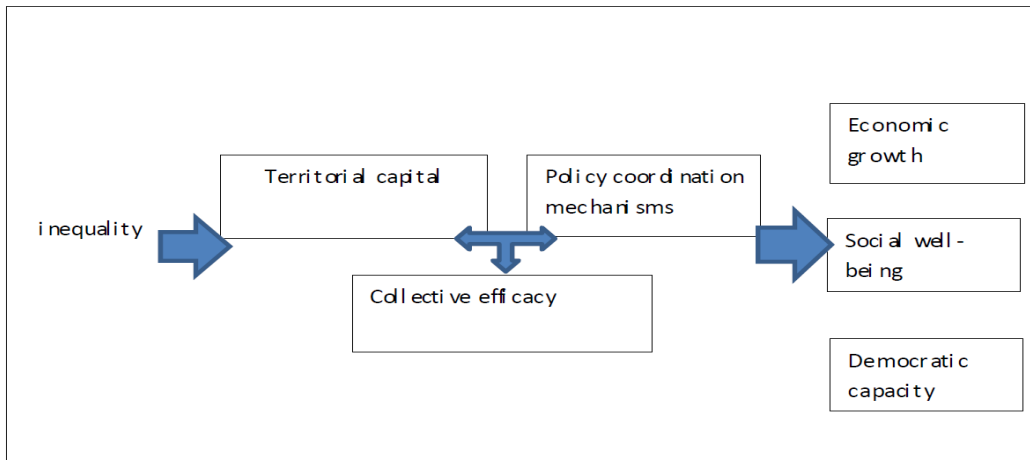 inequality
Territorial capital
Policy coordination
mechanisms
Collective efficacy
Economic
growth
Social well-
being
Democratic
capacity